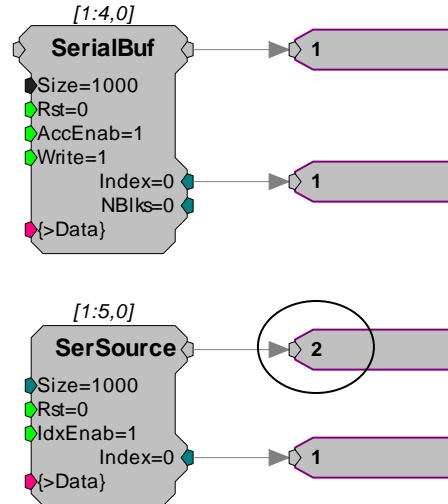 [1:4,0]
SerialBuf
1
Size=1000
Rst=0
AccEnab=1
Write=1
Index=0
1
NBlks=0
{>Data}
[1:5,0]
SerSource
2
Size=1000
Rst=0
IdxEnab=1
Index=0
1
{>Data}